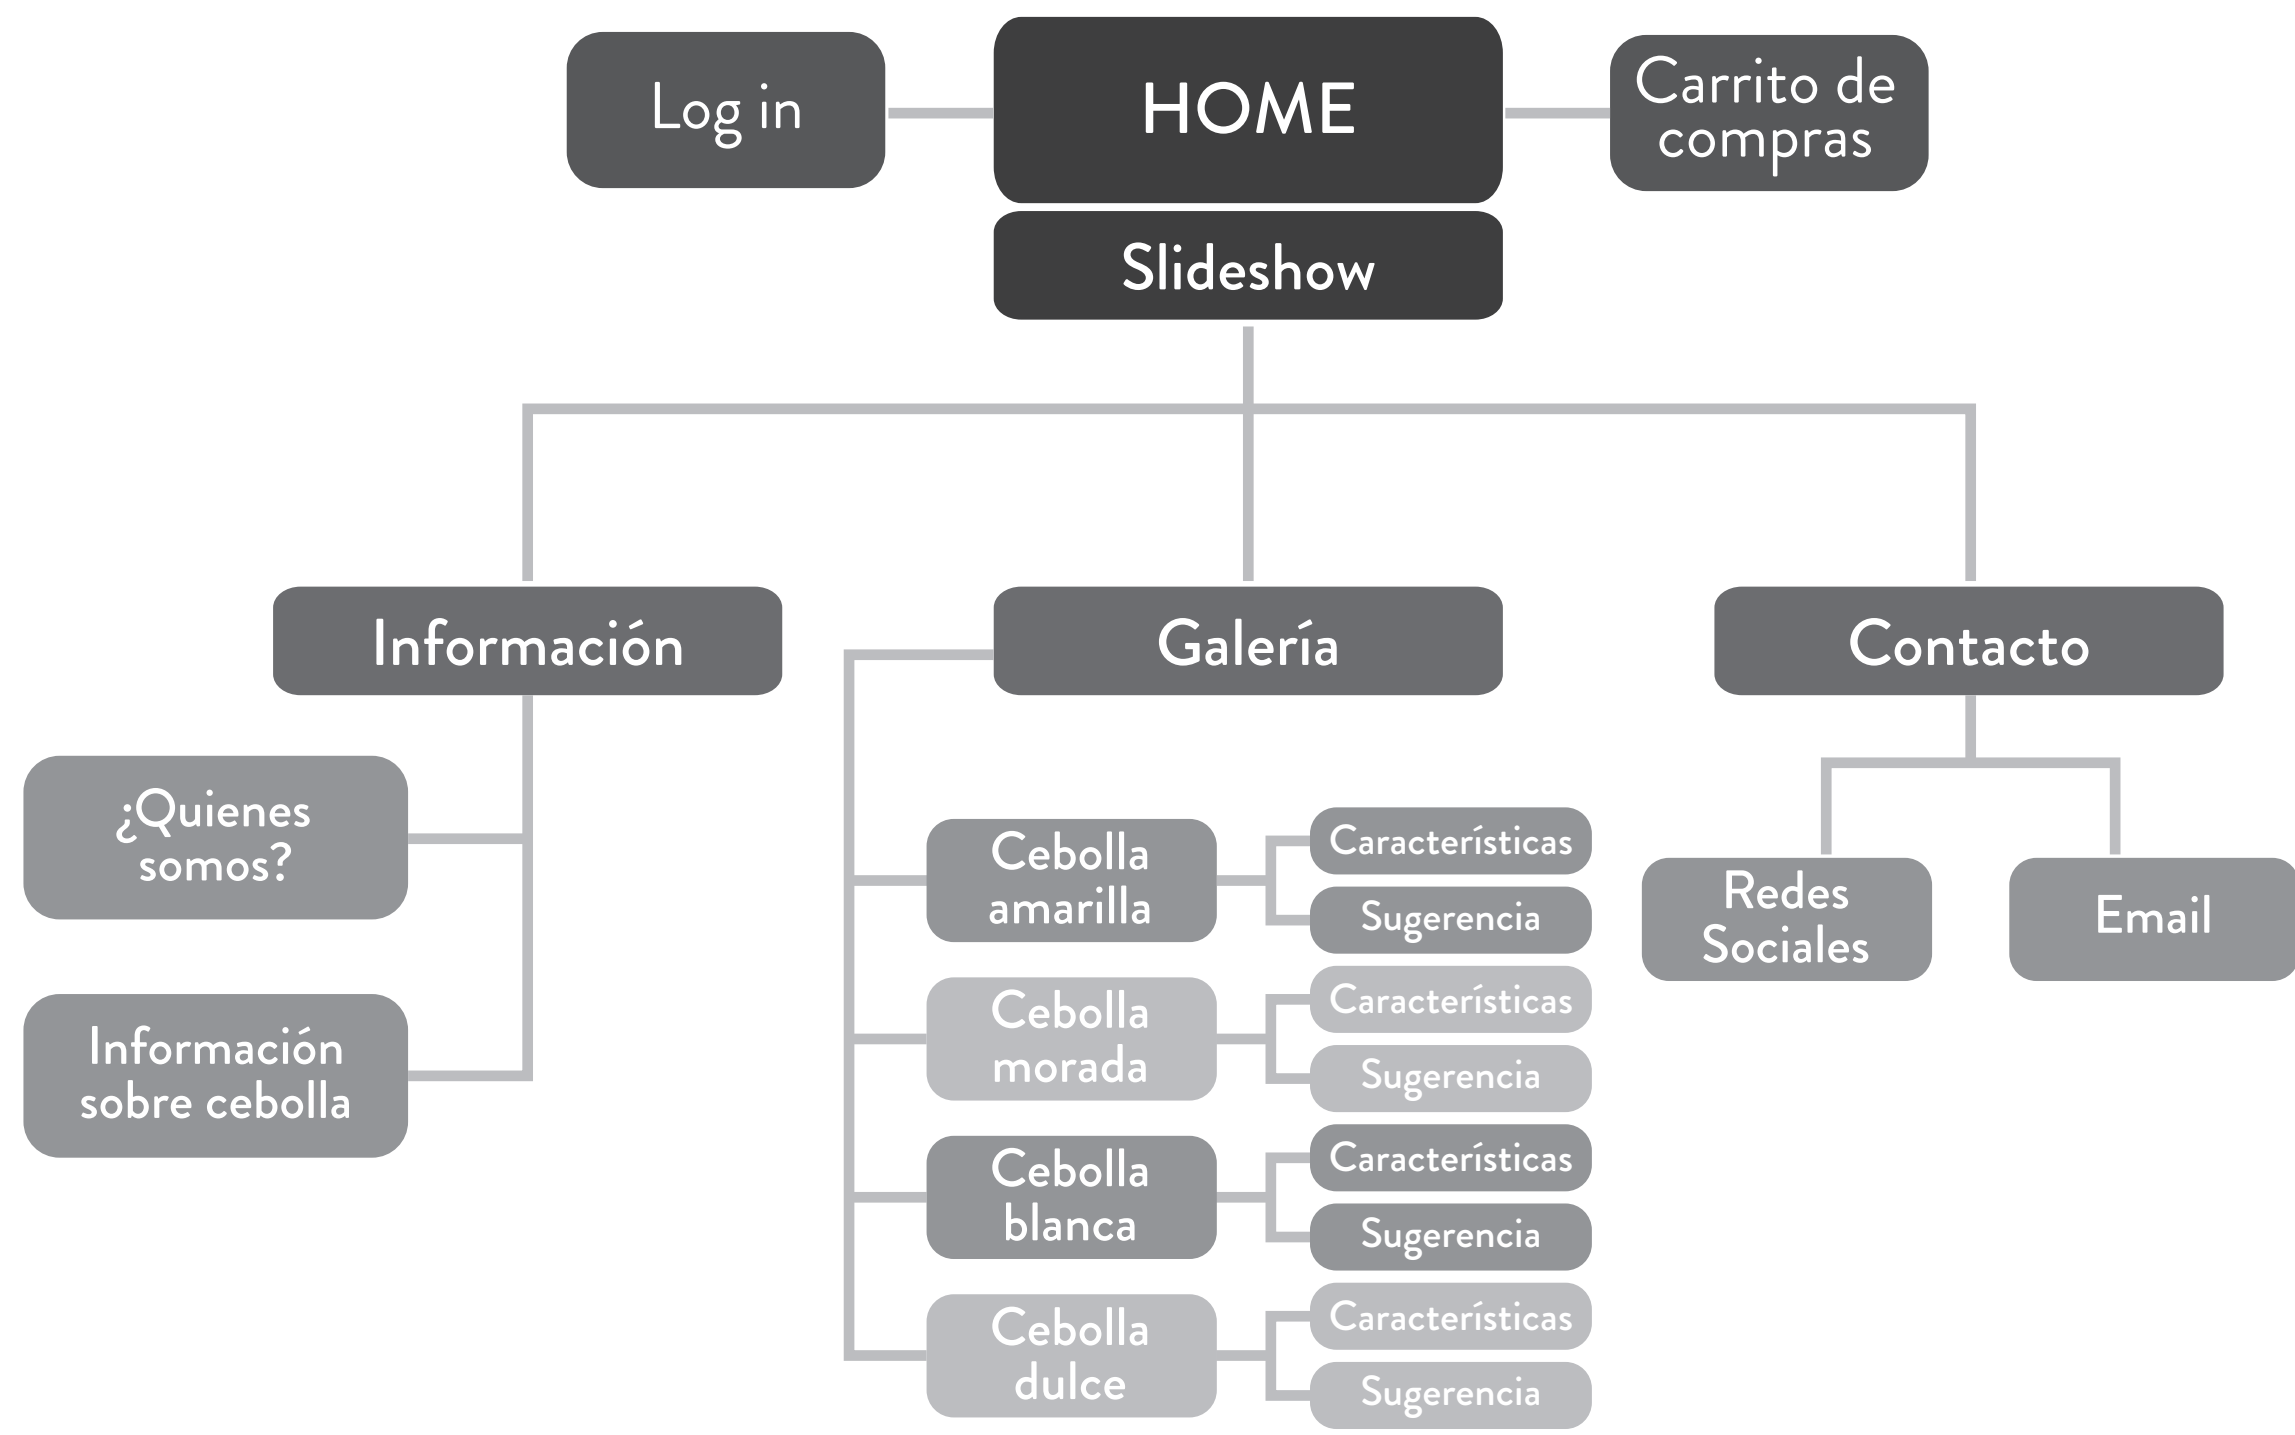 Log in
HOME
Carrito de
compras
Slideshow
Información
Galería
Contacto
¿Quienes
somos?
Información
sobre cebolla
Cebolla
amarilla
Características
Sugerencia
Cebolla
morada
Características
Sugerencia
Cebolla
blanca
Características
Sugerencia
Cebolla
dulce
Características
Sugerencia
Redes
Sociales
Email